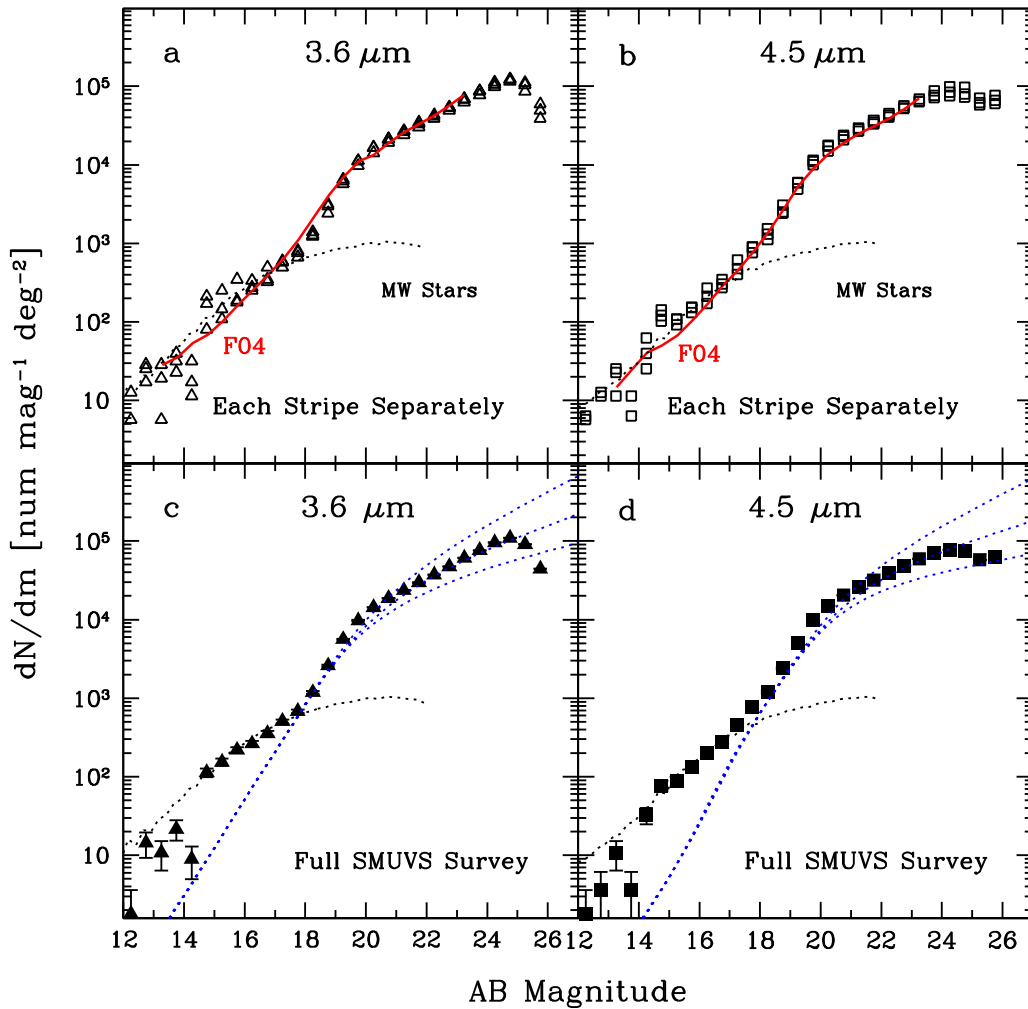 a
3.6 μm
b
4.5 μm
10⁵
10⁴
10³
10²
10
MW Stars
MW Stars
F04
F04
Each Stripe Separately
Each Stripe Separately
c
3.6 μm
d
4.5 μm
10⁵
10⁴
10³
10²
10
Full SMUVS Survey
Full SMUVS Survey
12 14 16 18 20 22 24 26 12 14 16 18 20 22 24 26
AB Magnitude
dN/dm [num mag⁻¹ deg⁻²]